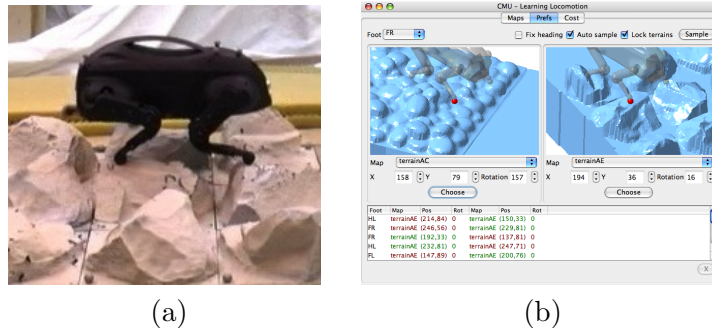 CMU - Learning Locomotion
Maps Prefs Cost
Foot FR Fix heading Auto sample Lock terrains Sample
Map terrainAC Map terrainAE
X 158 Y 79 Rotation 157 X 194 Y 36 Rotation 16
Choose Choose
Foot Map Pos Rot Map Pos Rot
HL terrainAE (214,84) 0 terrainAE (150,33) 0
FR terrainAE (246,56) 0 terrainAE (229,81) 0
FR terrainAE (192,33) 0 terrainAE (137,81) 0
HL terrainAE (232,81) 0 terrainAE (247,71) 0
FL terrainAE (147,89) 0 terrainAE (200,76) 0
X
(a) (b)